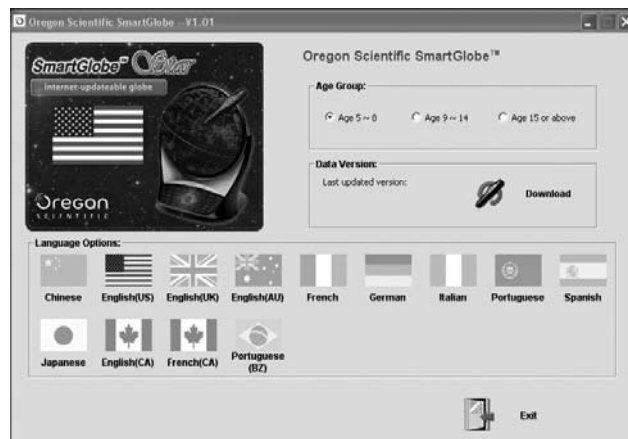 Oregon Scientific SmartGlobe --V1.01
SmartGlobe™ Star
Internet-updateable globe
Oregon
SCIENTIFIC
Oregon Scientific SmartGlobe™
Age Group:
Age 5 ~ 8
Age 9 ~ 14
Age 15 or above
Data Version:
Last updated version:
Download
Language Options:
Chinese English(US) English(UK) English(AU) French German Italian Portuguese Spanish
Japanese English(CA) French(CA) Portuguese
(BZ)
Exit